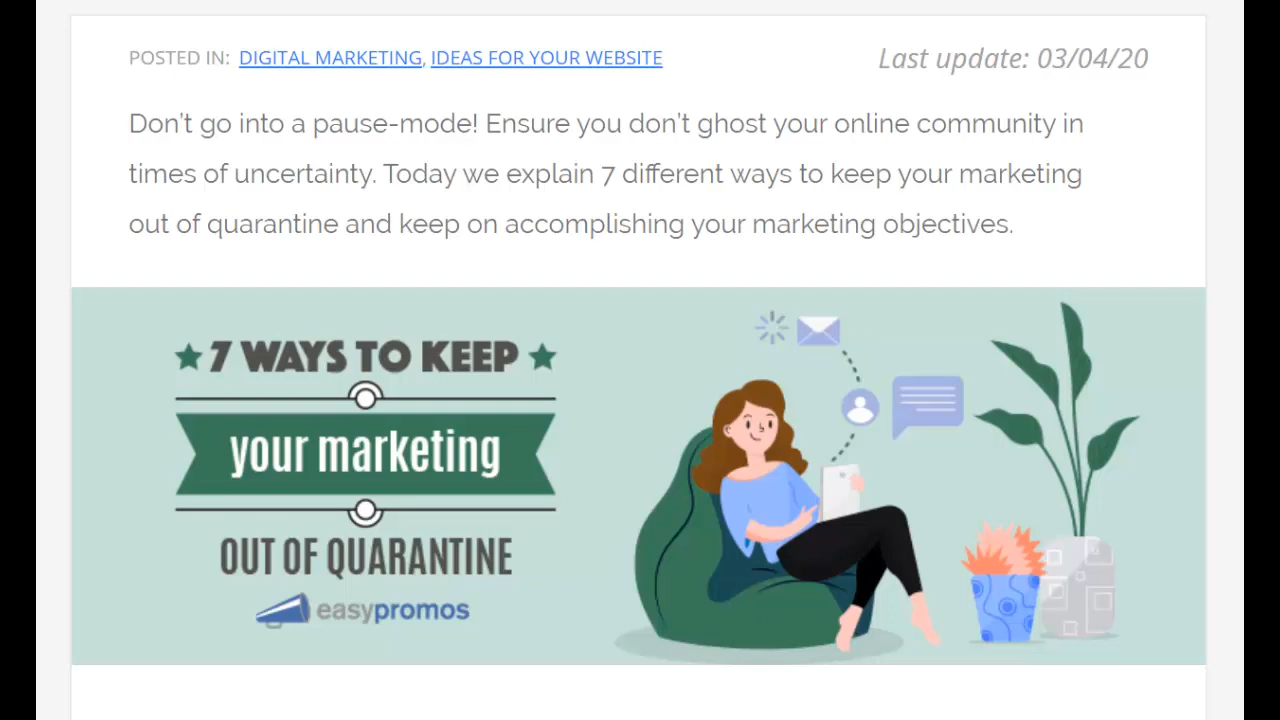 POSTED IN: DIGITAL MARKETING, IDEAS FOR YOUR WEBSITE
Last update: 03/04/20
Don’t go into a pause-mode! Ensure you don’t ghost your online community in
times of uncertainty. Today we explain 7 different ways to keep your marketing
out of quarantine and keep on accomplishing your marketing objectives.
7 WAYS TO KEEP
your marketing
OUT OF QUARANTINE
easypromos